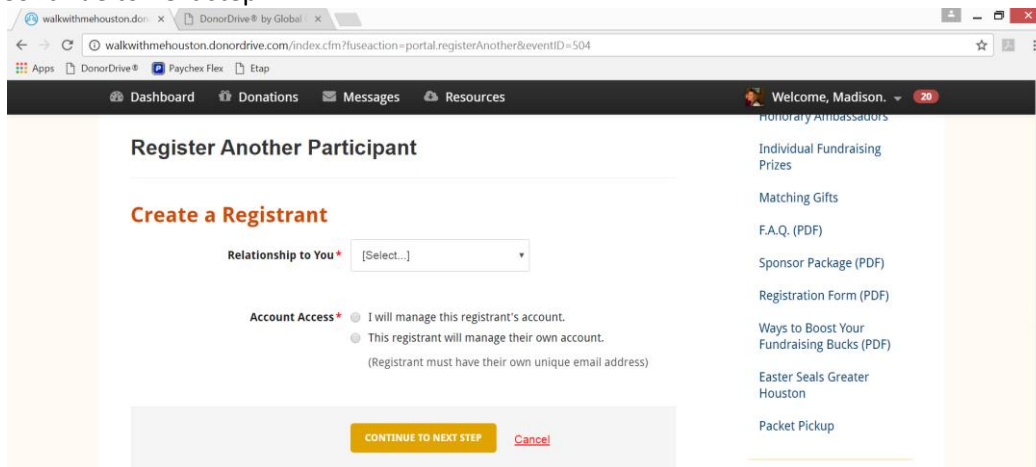 walkwithmehouston.don
DonorDrive® by Global
walkwithmehouston.donordrive.com/index.cfm?fuseaction=portal.registerAnother&eventID=504
Apps DonorDrive® Paychex Flex Etap
Dashboard Donations Messages Resources Welcome, Madison. 20
Register Another Participant
Create a Registrant
Relationship to You* [Select...]
Account Access* I will manage this registrant's account.
This registrant will manage their own account.
(Registrant must have their own unique email address)
CONTINUE TO NEXT STEP Cancel
Honorary Ambassadors
Individual Fundraising
Prizes
Matching Gifts
F.A.Q. (PDF)
Sponsor Package (PDF)
Registration Form (PDF)
Ways to Boost Your
Fundraising Bucks (PDF)
Easter Seals Greater
Houston
Packet Pickup